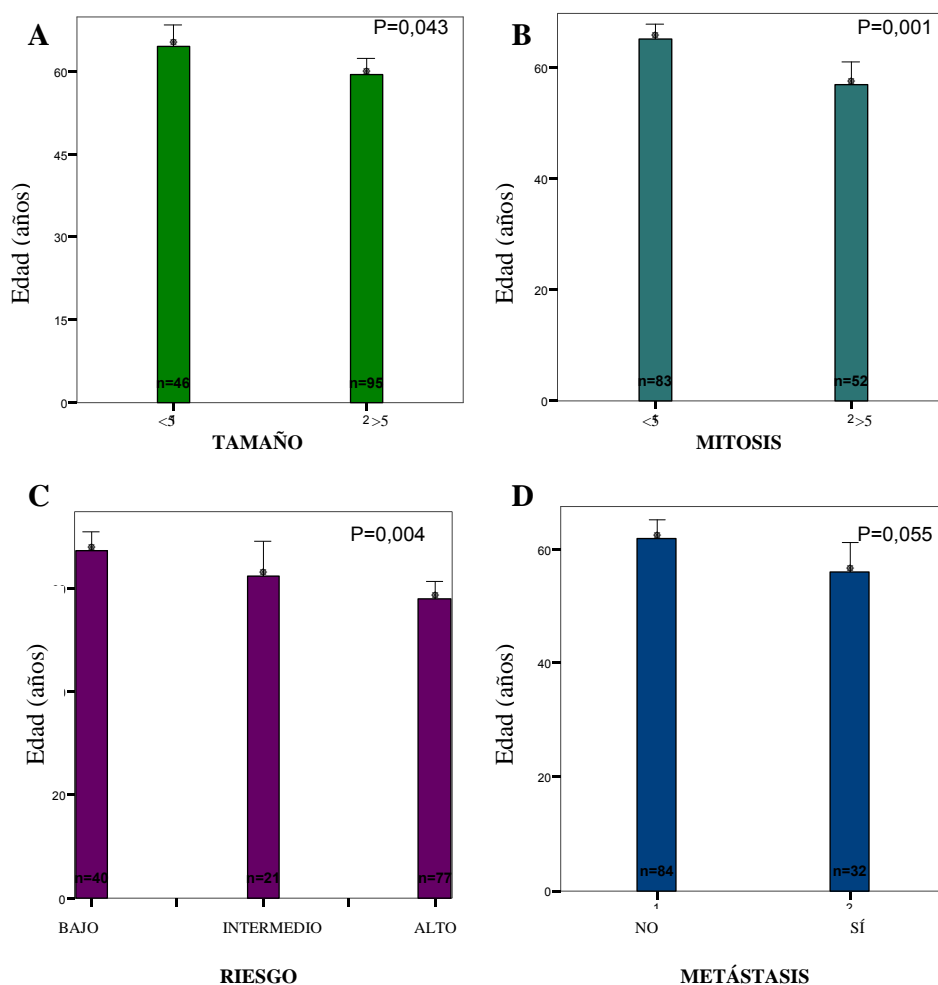 A
P=0,043
60
45
30
15
0
Edad (años)
n=46
n=95
<5
2 >5
TAMAÑO
B
P=0,001
60
40
20
0
Edad (años)
n=83
n=52
<5
2 >5
MITOSIS
C
P=0,004
20
0
Edad (años)
n=40
n=21
n=77
BAJO INTERMEDIO ALTO
RIESGO
D
P=0,055
60
40
20
0
Edad (años)
n=84
n=32
1
NO SÍ
METÁSTASIS